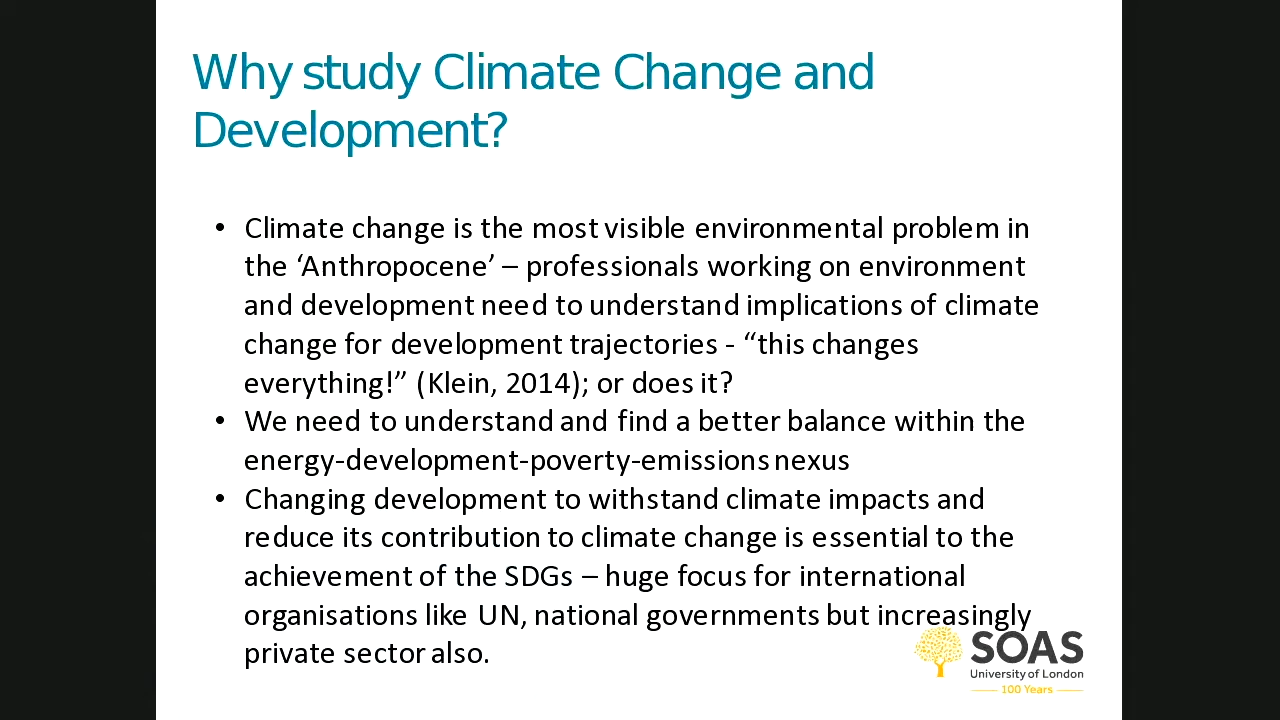 Why study Climate Change and
Development?
• Climate change is the most visible environmental problem in
the ‘Anthropocene’ – professionals working on environment
and development need to understand implications of climate
change for development trajectories - “this changes
everything!” (Klein, 2014); or does it?
• We need to understand and find a better balance within the
energy-development-poverty-emissions nexus
• Changing development to withstand climate impacts and
reduce its contribution to climate change is essential to the
achievement of the SDGs – huge focus for international
organisations like UN, national governments but increasingly
private sector also.
SOAS
University of London
100 Years